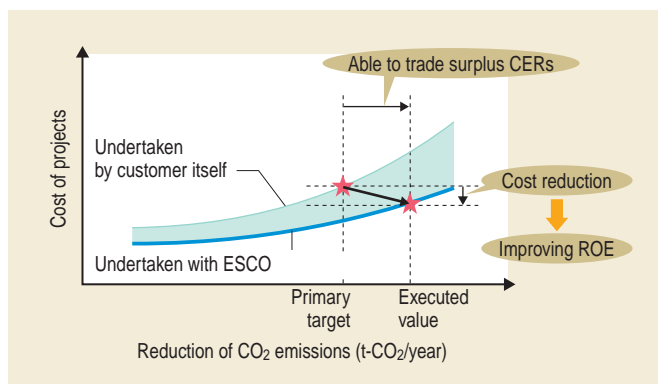 Able to trade surplus CERs
Cost of projects
Undertaken
by customer itself
Cost reduction
Improving ROE
Undertaken with ESCO
Primary
target
Executed
value
Reduction of CO₂ emissions (t-CO₂/year)